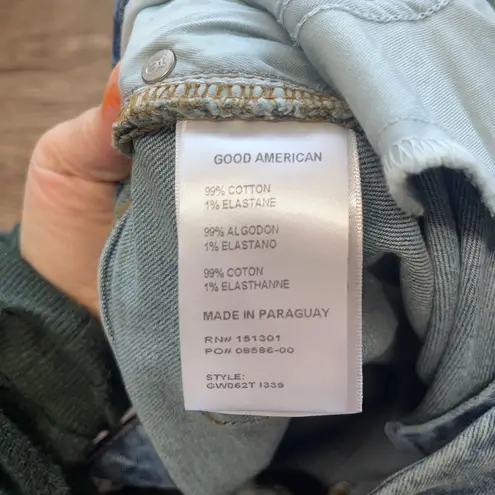 GOOD AMERICAN
99% COTTON
1% ELASTANE
99% ALGODON
1% ELASTANO
99% COTON
1% ELASTHANNE
MADE IN PARAGUAY
RN# 151301
PO# 08586-00
STYLE:
GW062T I339